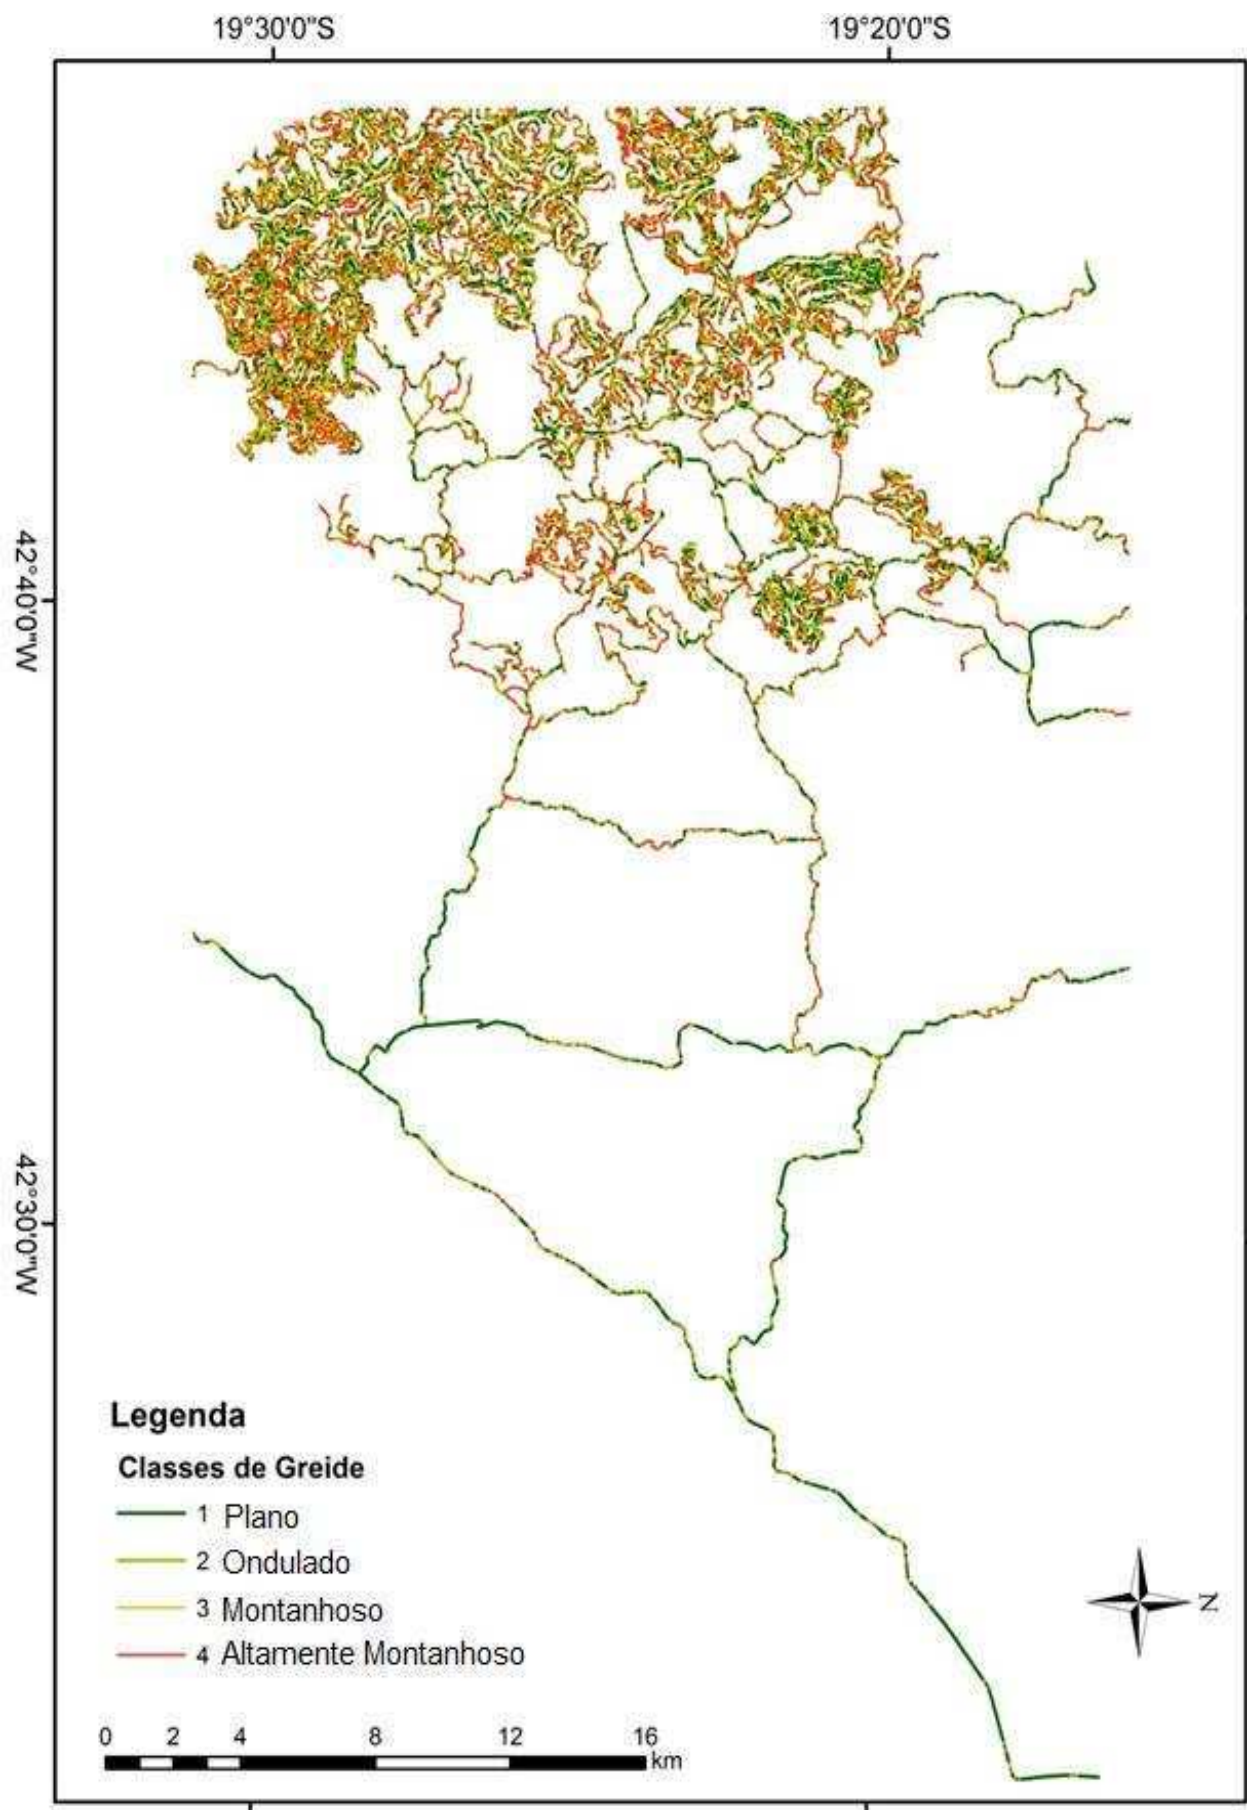 19°30'0"S
19°20'0"S
42°40'0"W
42°30'0"W
Legenda
Classes de Greide
1 Plano
2 Ondulado
3 Montanhoso
4 Altamente Montanhoso
N
0 2 4 8 12 16
km